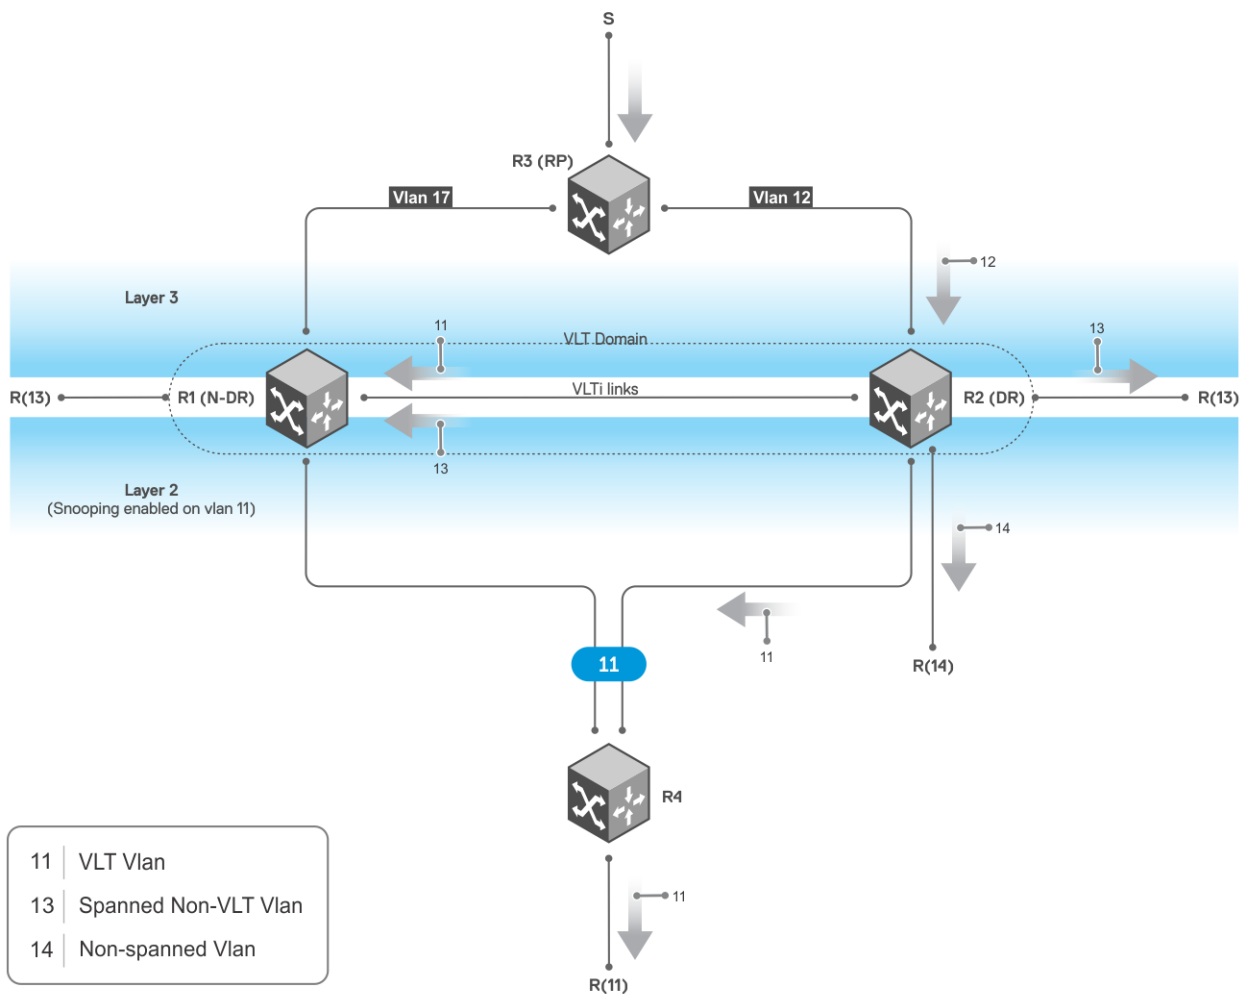 S
R3 (RP)
Vlan 17
Vlan 12
12
Layer 3
11
VLT Domain
13
R(13)
R1 (N-DR)
VLTi links
R2 (DR)
R(13)
13
Layer 2
(Snooping enabled on vlan 11)
14
11
11
R(14)
R4
11
11 VLT Vlan
13 Spanned Non-VLT Vlan
14 Non-spanned Vlan
R(11)